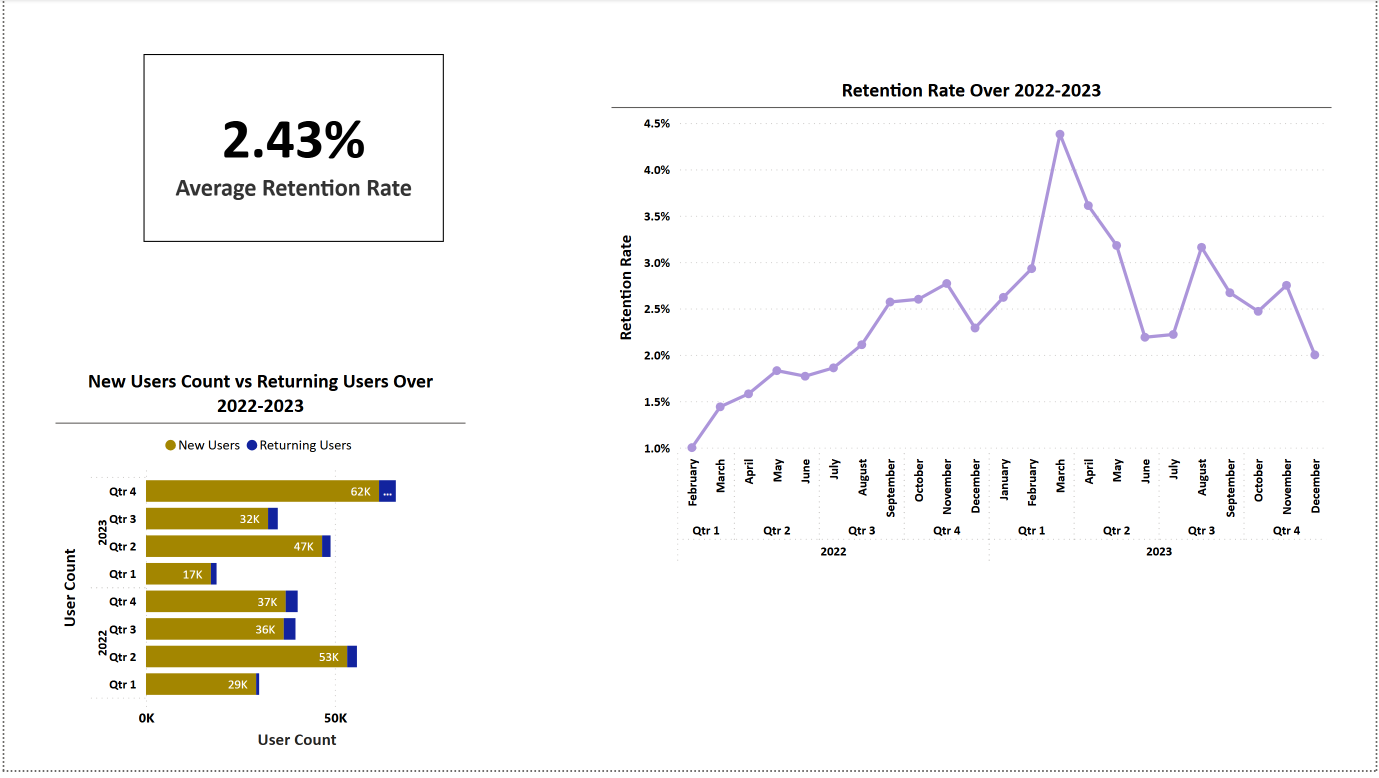 2.43%
Average Retention Rate
New Users Count vs Returning Users Over
2022-2023
New Users Returning Users
User Count
2023
Qtr 4 62K ...
Qtr 3 32K
Qtr 2 47K
Qtr 1 17K
2022
Qtr 4 37K
Qtr 3 36K
Qtr 2 53K
Qtr 1 29K
0K 50K
User Count
Retention Rate Over 2022-2023
Retention Rate
4.5%
4.0%
3.5%
3.0%
2.5%
2.0%
1.5%
1.0%
February March April May June July August September October November December January February March April May June July August September October November December
Qtr 1 Qtr 2 Qtr 3 Qtr 4 Qtr 1 Qtr 2 Qtr 3 Qtr 4
2022 2023